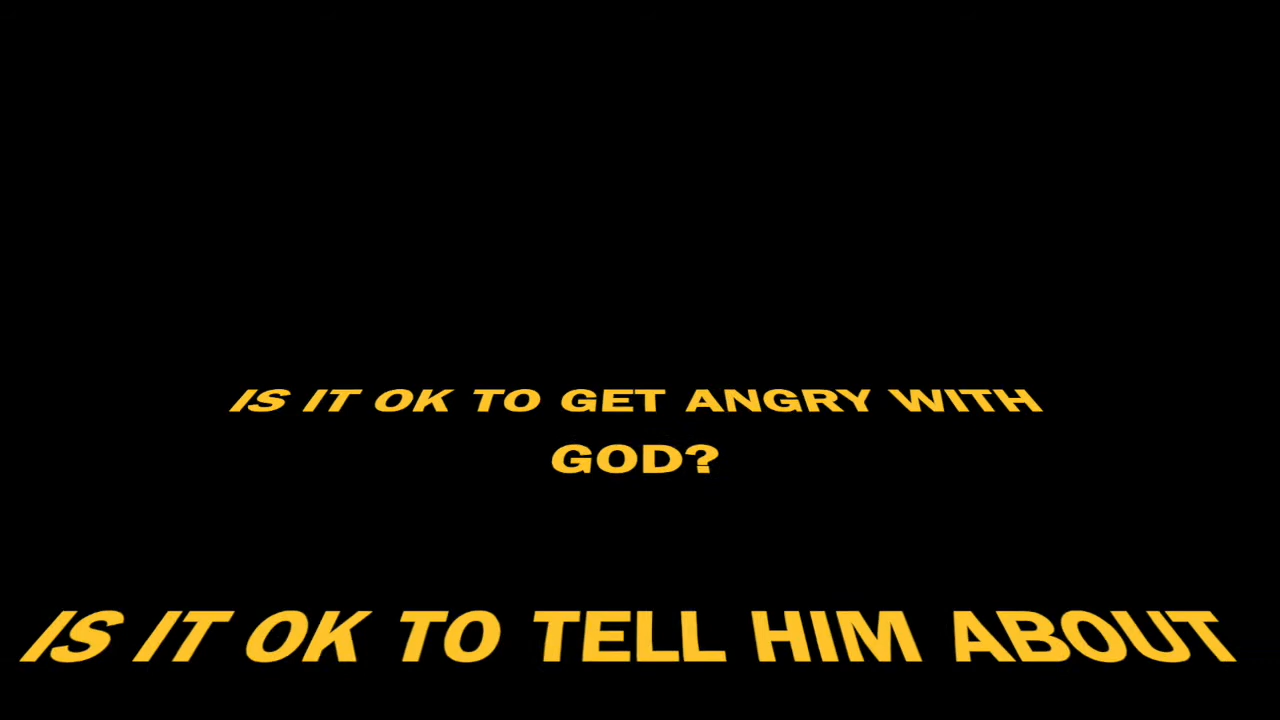 IS IT OK TO GET ANGRY WITH
GOD?
IS IT OK TO TELL HIM ABOUT